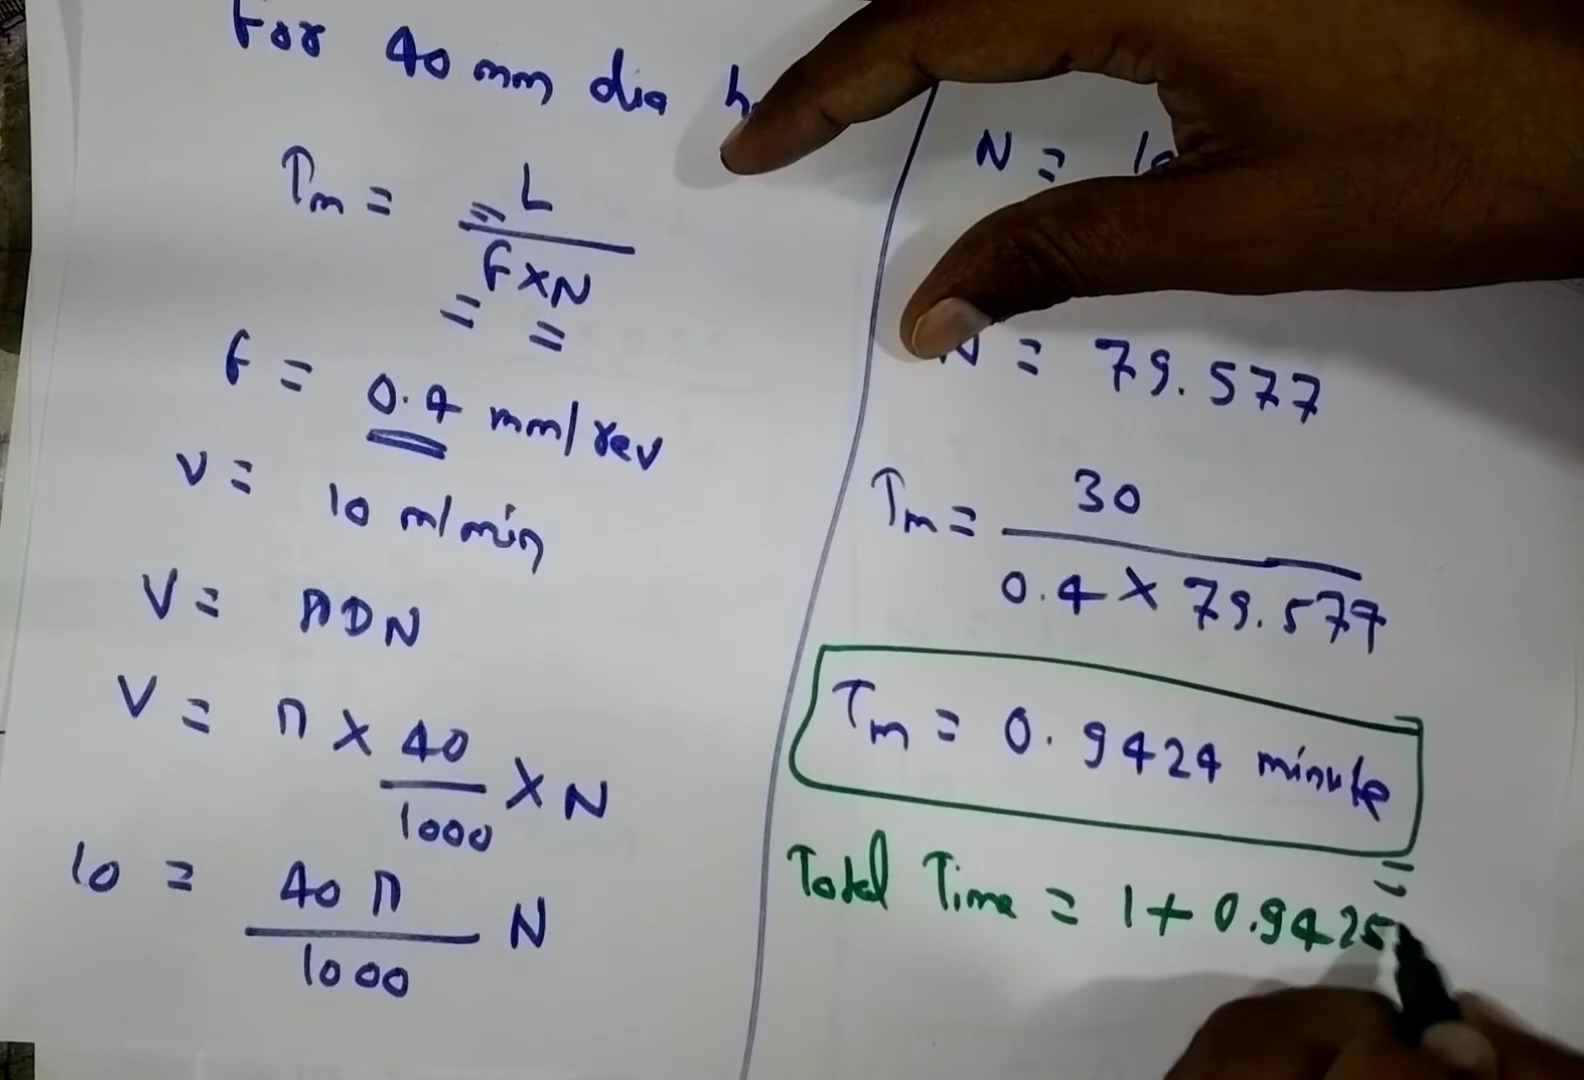 For 40 mm dia
Tm = L
f × N
f = 0.4 mm/rev
V = 10 m/min
V = πDN
V = π × 40 × N
1000
10 = 40 π N
1000
N =
N = 79.577
Tm = 30
0.4 × 79.577
Tm = 0.9424 minute
Total Time = 1 + 0.9425